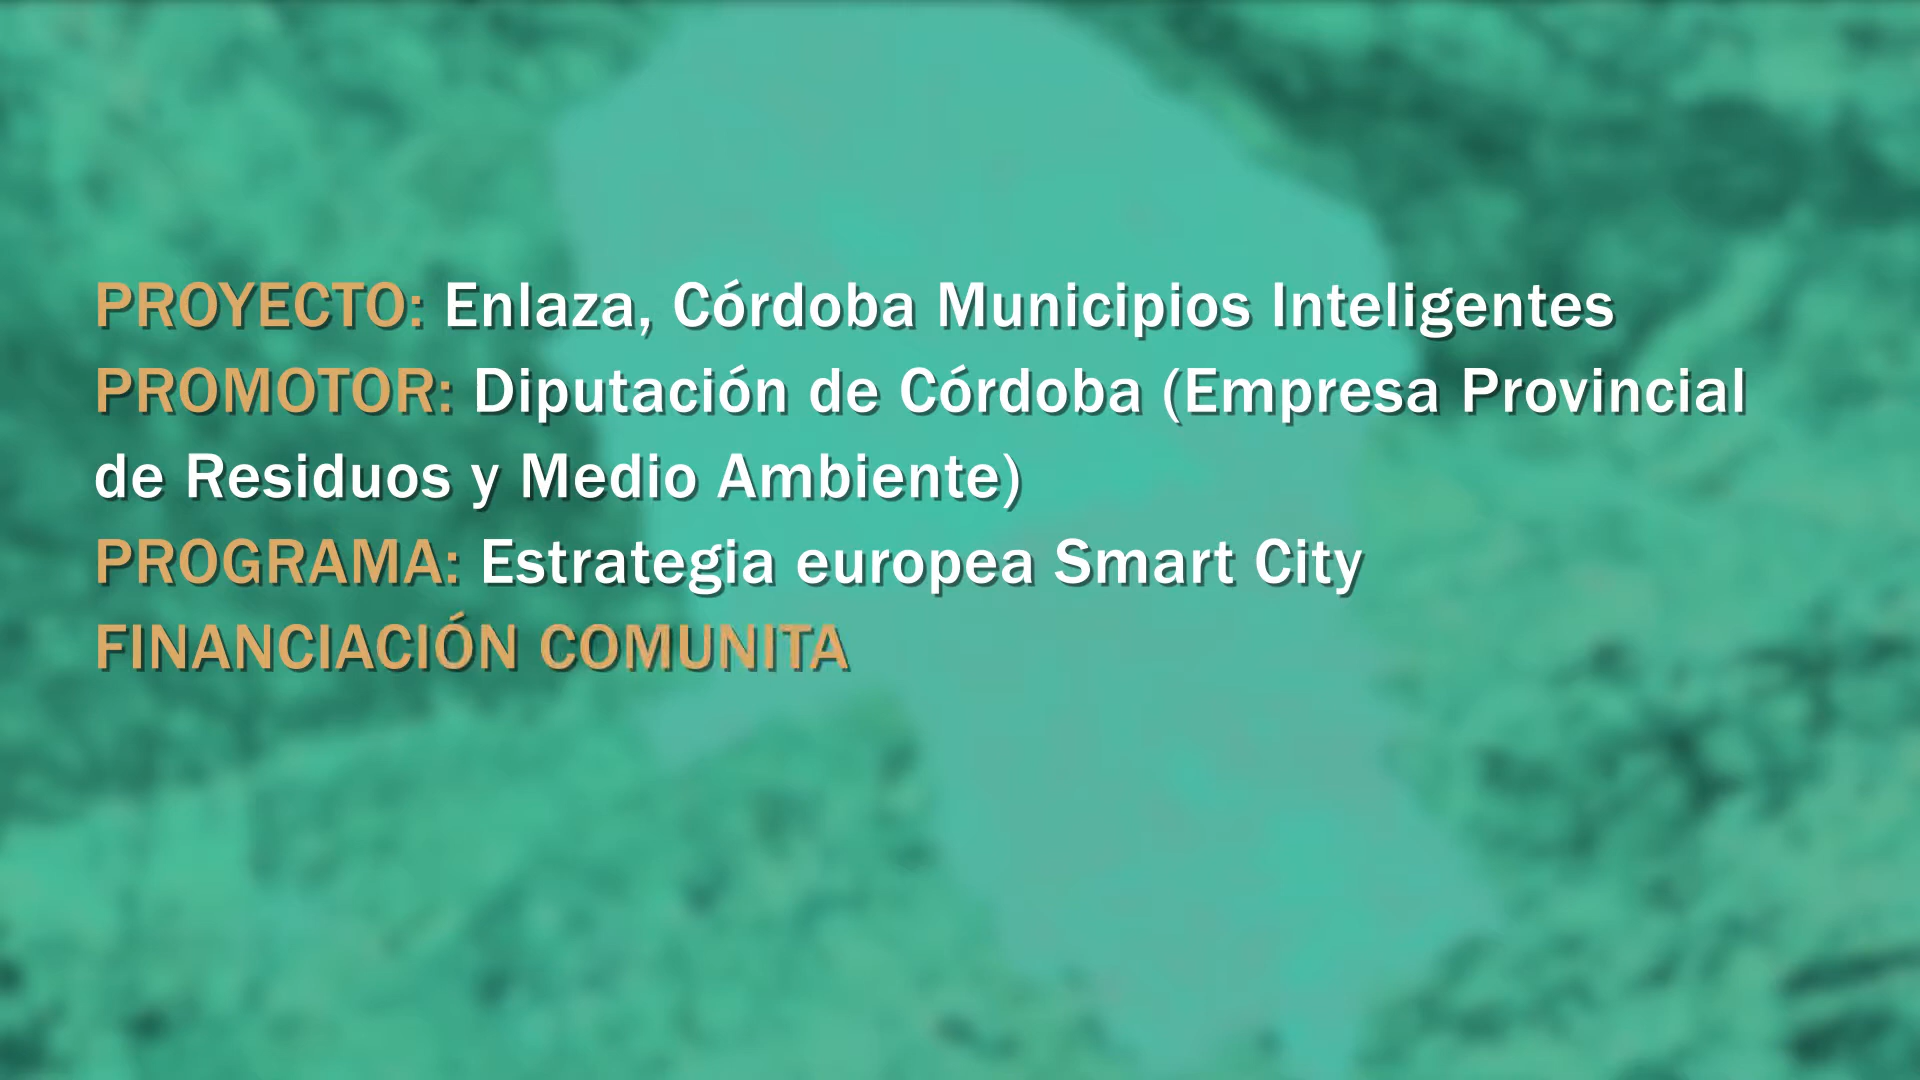 PROYECTO: Enlaza, Córdoba Municipios Inteligentes
PROMOTOR: Diputación de Córdoba (Empresa Provincial
de Residuos y Medio Ambiente)
PROGRAMA: Estrategia europea Smart City
FINANCIACIÓN COMUNITA